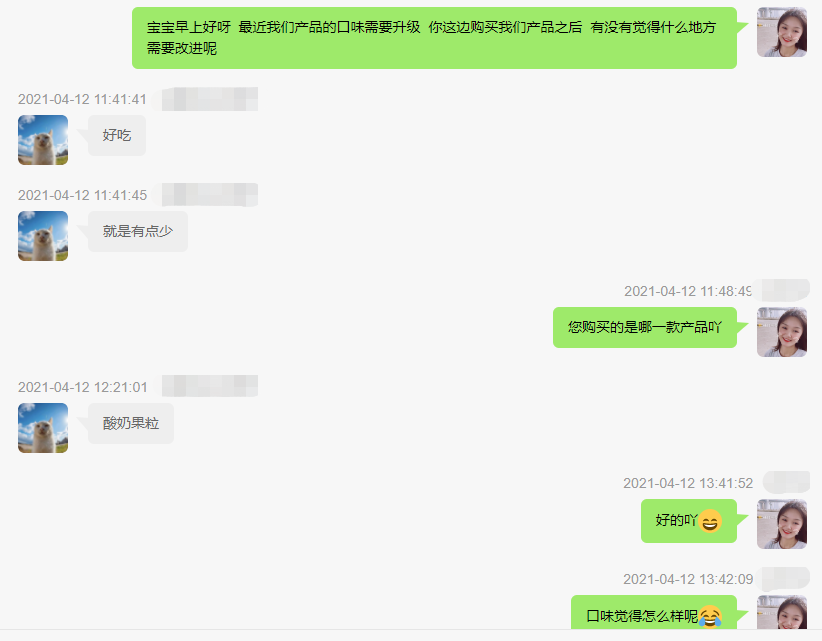 宝宝早上好呀 最近我们产品的口味需要升级 你这边购买我们产品之后 有没有觉得什么地方
需要改进呢
2021-04-12 11:41:41
好吃
2021-04-12 11:41:45
就是有点少
2021-04-12 11:48:49
您购买的是哪一款产品吖
2021-04-12 12:21:01
酸奶果粒
2021-04-12 13:41:52
好的吖😄
2021-04-12 13:42:09
口味觉得怎么样呢😂